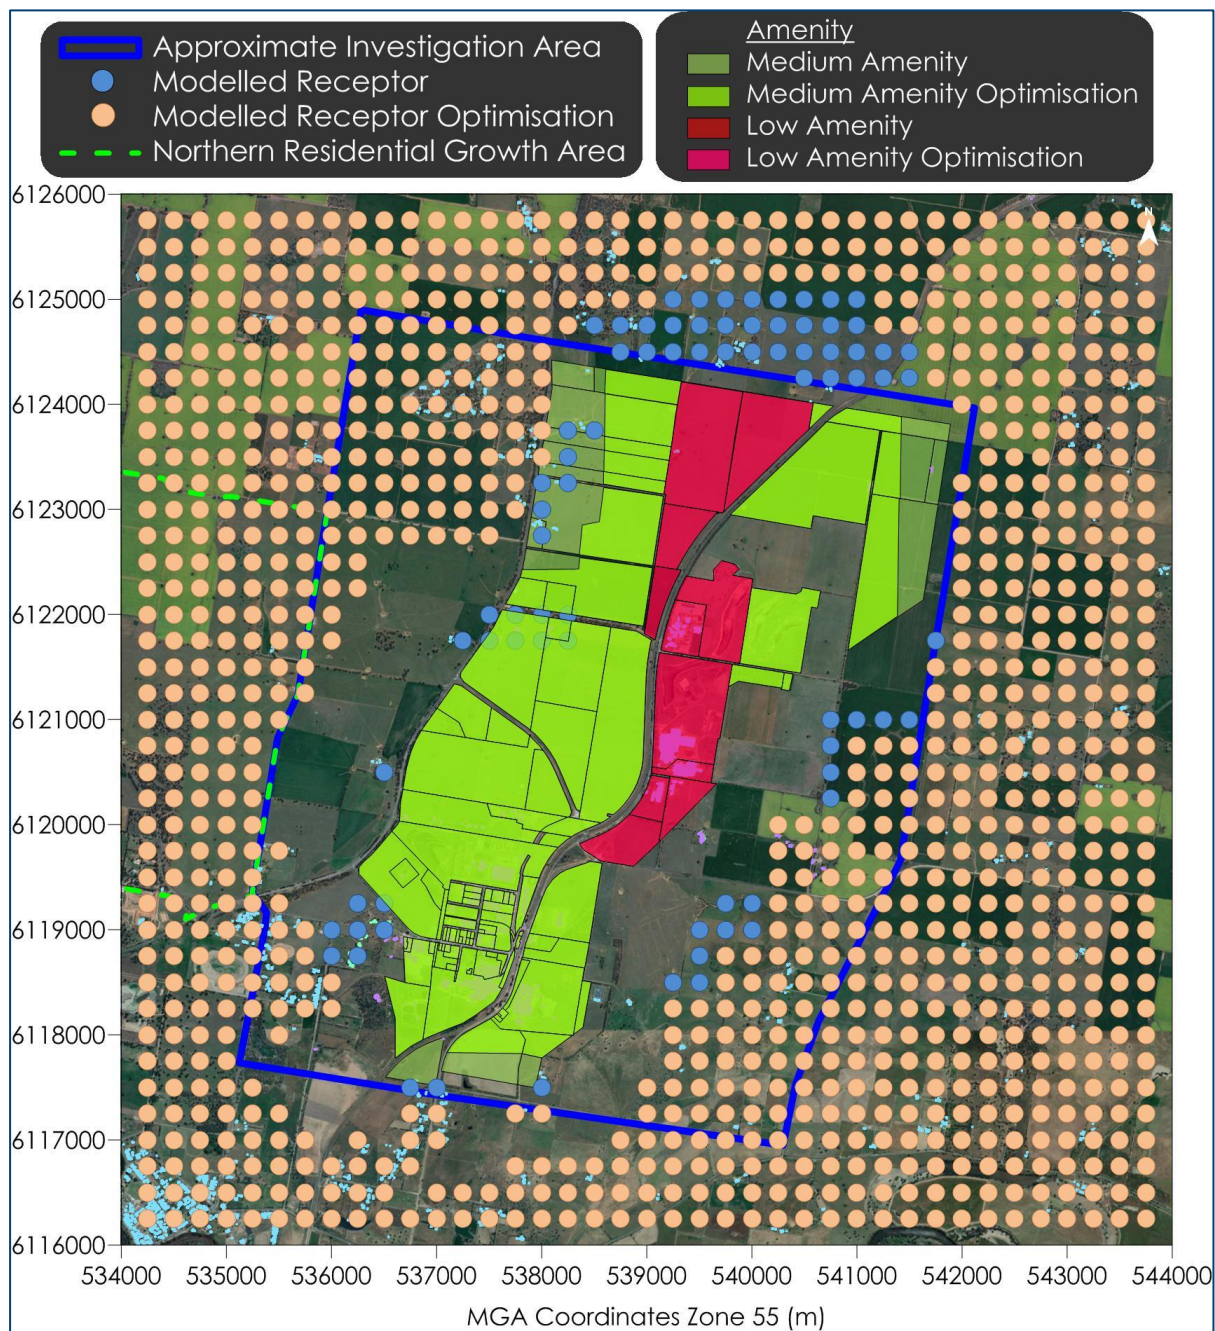 Approximate Investigation Area
Modelled Receptor
Modelled Receptor Optimisation
Northern Residential Growth Area
Amenity
Medium Amenity
Medium Amenity Optimisation
Low Amenity
Low Amenity Optimisation
N
6126000
6125000
6124000
6123000
6122000
6121000
6120000
6119000
6118000
6117000
6116000
534000 535000 536000 537000 538000 539000 540000 541000 542000 543000 544000
MGA Coordinates Zone 55 (m)